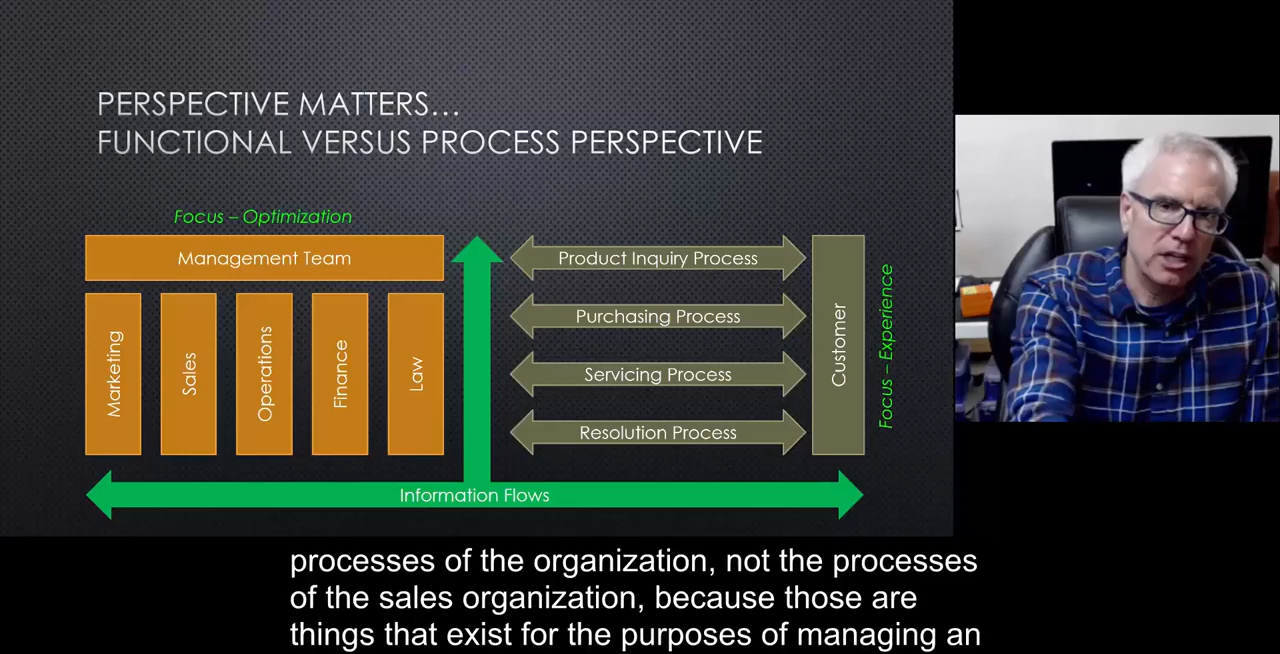 PERSPECTIVE MATTERS…
FUNCTIONAL VERSUS PROCESS PERSPECTIVE
Focus – Optimization
Management Team
Marketing
Sales
Operations
Finance
Law
Product Inquiry Process
Purchasing Process
Servicing Process
Resolution Process
Customer
Focus – Experience
Information Flows
processes of the organization, not the processes
of the sales organization, because those are
things that exist for the purposes of managing an